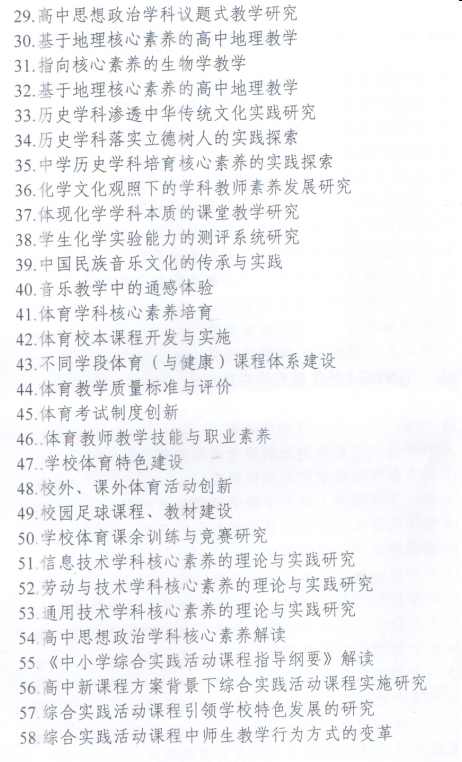 29.高中思想政治学科议题式教学研究
30.基于地理核心素养的高中地理教学
31.指向核心素养的生物学教学
32.基于地理核心素养的高中地理教学
33.历史学科渗透中华传统文化实践研究
34.历史学科落实立德树人的实践探索
35.中学历史学科培育核心素养的实践探索
36.化学文化观照下的学科教师素养发展研究
37.体现化学学科本质的课堂教学研究
38.学生化学实验能力的测评系统研究
39.中国民族音乐文化的传承与实践
40.音乐教学中的通感体验
41.体育学科核心素养培育
42.体育校本课程开发与实施
43.不同学段体育（与健康）课程体系建设
44.体育教学质量标准与评价
45.体育考试制度创新
46..体育教师教学技能与职业素养
47..学校体育特色建设
48.校外、课外体育活动创新
49.校园足球课程、教材建设
50.学校体育课余训练与竞赛研究
51.信息技术学科核心素养的理论与实践研究
52.劳动与技术学科核心素养的理论与实践研究
53.通用技术学科核心素养的理论与实践研究
54.高中思想政治学科核心素养解读
55.《中小学综合实践活动课程指导纲要》解读
56.高中新课程方案背景下综合实践活动课程实施研究
57.综合实践活动课程引领学校特色发展的研究
58.综合实践活动课程中师生教学行为方式的变革